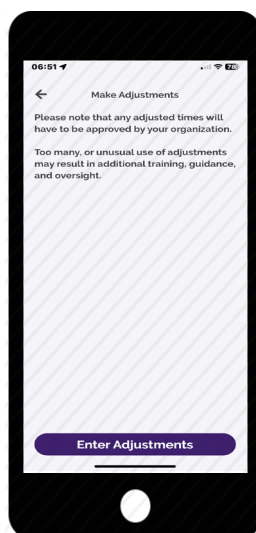 06:51
78
Make Adjustments
Please note that any adjusted times will
have to be approved by your organization.
Too many, or unusual use of adjustments
may result in additional training, guidance,
and oversight.
Enter Adjustments